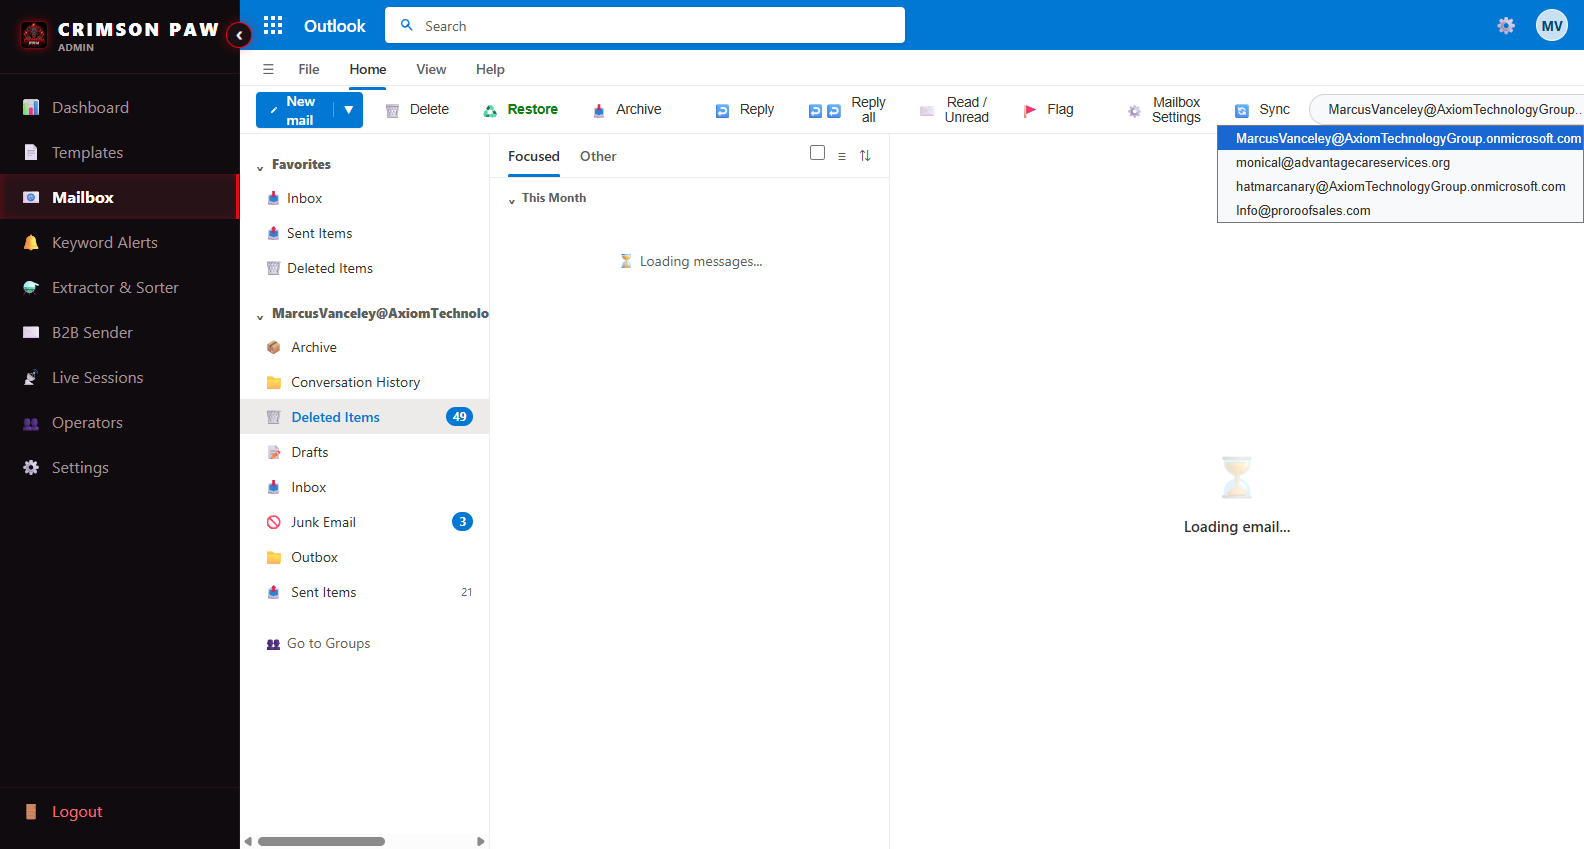 CRIMSON PAW
ADMIN
Dashboard
Templates
Mailbox
Keyword Alerts
Extractor & Sorter
B2B Sender
Live Sessions
Operators
Settings
Logout
Outlook
Search
MV
File
Home
View
Help
New mail
Delete
Restore
Archive
Reply
Reply all
Read / Unread
Flag
Mailbox Settings
Sync
MarcusVanceley@AxiomTechnologyGroup...
MarcusVanceley@AxiomTechnologyGroup.onmicrosoft.com
monical@advantagecareservices.org
hatmarcanary@AxiomTechnologyGroup.onmicrosoft.com
Info@proroofsales.com
Favorites
Inbox
Sent Items
Deleted Items
MarcusVanceley@AxiomTechnolo
Archive
Conversation History
Deleted Items 49
Drafts
Inbox
Junk Email 3
Outbox
Sent Items 21
Go to Groups
Focused
Other
This Month
Loading messages...
Loading email...